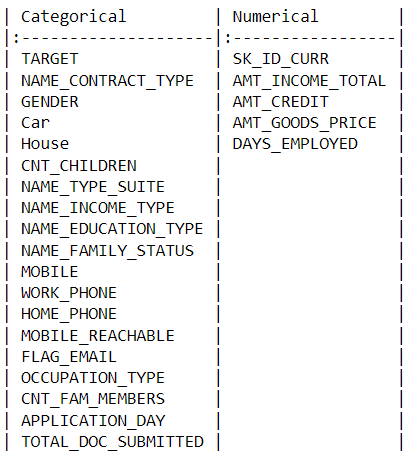 | Categorical         | Numerical        |
|:--------------------|:-----------------|
| TARGET              | SK_ID_CURR       |
| NAME_CONTRACT_TYPE  | AMT_INCOME_TOTAL |
| GENDER              | AMT_CREDIT       |
| Car                 | AMT_GOODS_PRICE  |
| House               | DAYS_EMPLOYED    |
| CNT_CHILDREN        |                  |
| NAME_TYPE_SUITE     |                  |
| NAME_INCOME_TYPE    |                  |
| NAME_EDUCATION_TYPE |                  |
| NAME_FAMILY_STATUS  |                  |
| MOBILE              |                  |
| WORK_PHONE          |                  |
| HOME_PHONE          |                  |
| MOBILE_REACHABLE    |                  |
| FLAG_EMAIL          |                  |
| OCCUPATION_TYPE     |                  |
| CNT_FAM_MEMBERS     |                  |
| APPLICATION_DAY     |                  |
| TOTAL_DOC_SUBMITTED |                  |